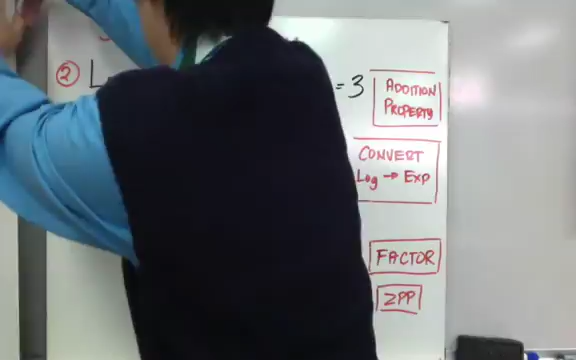 ② L
= 3
ADDITION
PROPERTY
CONVERT
Log → EXP
FACTOR
ZPP